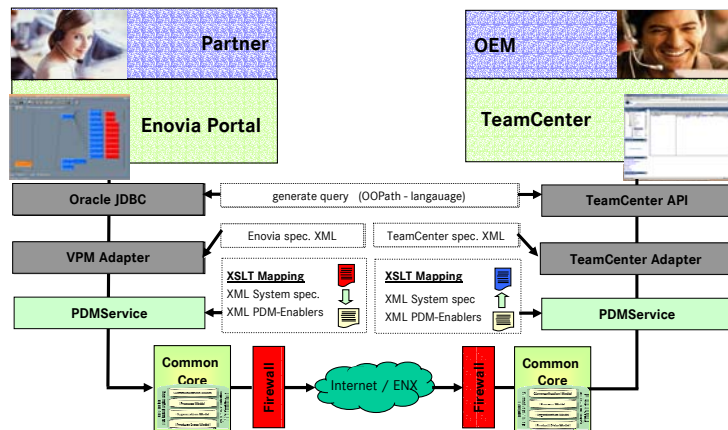 Partner
OEM
Enovia Portal
TeamCenter
Oracle JDBC
generate query (OOPath - langauage)
TeamCenter API
Enovia spec. XML
TeamCenter spec. XML
VPM Adapter
TeamCenter Adapter
XSLT Mapping
XML System spec.
XML PDM-Enablers
XSLT Mapping
XML System spec
XML PDM-Enablers
PDMService
PDMService
Common
Core
Firewall
Internet / ENX
Firewall
Common
Core